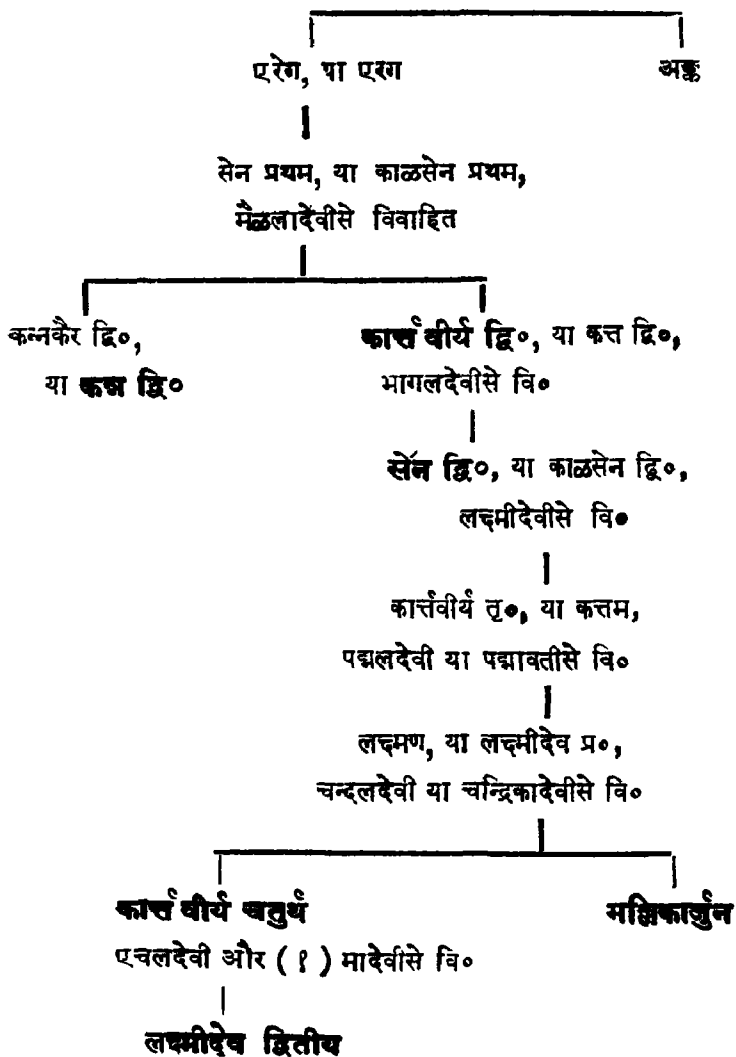 एरेग, या एरग अङ्क
सेन प्रथम, या काळसेन प्रथम,
मैळलादेवीसे विवाहित
कन्नकैर द्वि०, कार्त्तवीर्य द्वि०, या कत्त द्वि०,
या कन्न द्वि० भागलदेवीसे वि०
सेन द्वि०, या काळसेन द्वि०,
लक्ष्मीदेवीसे वि०
कार्त्तवीर्य तृ०, या कत्तम,
पद्मलदेवी या पद्मावतीसे वि०
लक्ष्मण, या लक्ष्मीदेव प्र०,
चन्दलदेवी या चन्द्रिकादेवीसे वि०
कार्त्तवीर्य चतुर्थ मल्लिकार्जुन
एचलदेवी और (१) मादेवीसे वि०
लक्ष्मीदेव द्वितीय